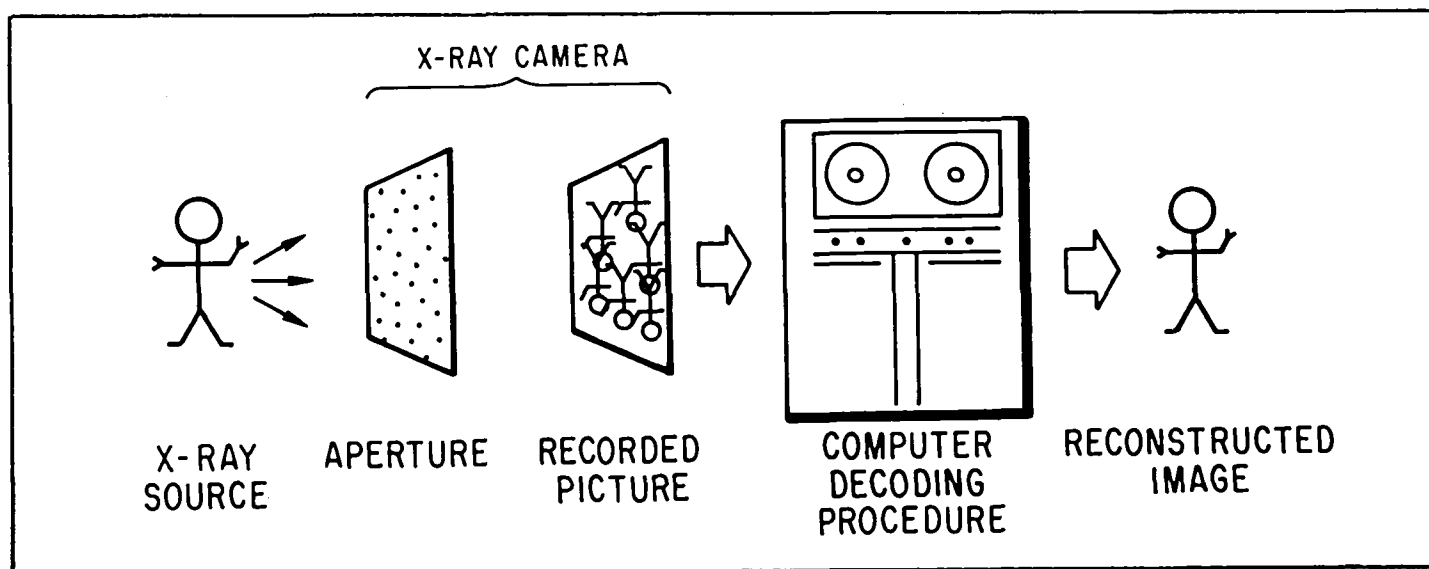 X-RAY CAMERA
X-RAY
SOURCE
APERTURE
RECORDED
PICTURE
COMPUTER
DECODING
PROCEDURE
RECONSTRUCTED
IMAGE